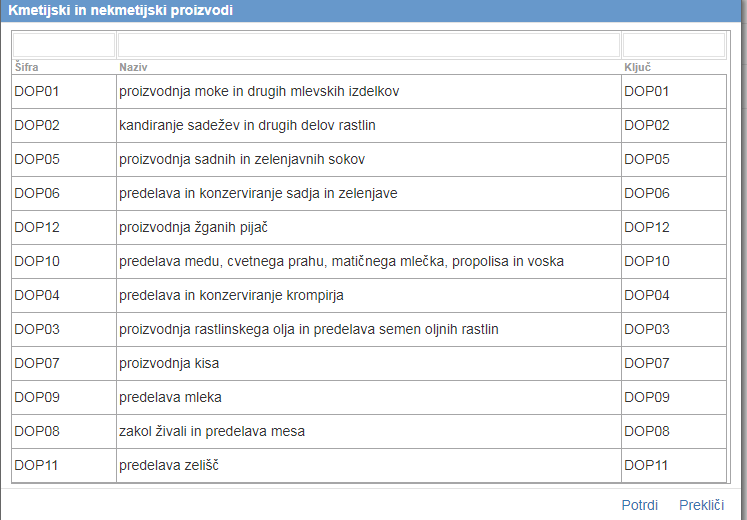 Kmetijski in nekmetijski proizvodi
Šifra Naziv Ključ
DOP01 proizvodnja moke in drugih mlevskih izdelkov DOP01
DOP02 kandiranje sadežev in drugih delov rastlin DOP02
DOP05 proizvodnja sadnih in zelenjavnih sokov DOP05
DOP06 predelava in konzerviranje sadja in zelenjave DOP06
DOP12 proizvodnja žganih pijač DOP12
DOP10 predelava medu, cvetnega prahu, matičnega mlečka, propolisa in voska DOP10
DOP04 predelava in konzerviranje krompirja DOP04
DOP03 proizvodnja rastlinskega olja in predelava semen oljnih rastlin DOP03
DOP07 proizvodnja kisa DOP07
DOP09 predelava mleka DOP09
DOP08 zakol živali in predelava mesa DOP08
DOP11 predelava zelišč DOP11
Potrdi Prekliči